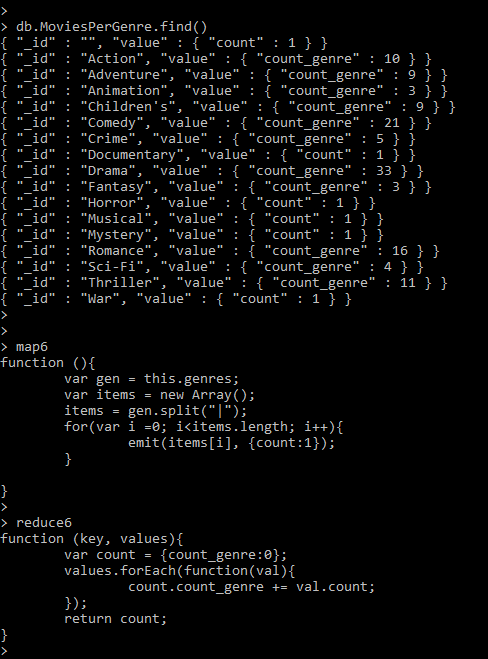 >
> db.MoviesPerGenre.find()
{ "_id" : "", "value" : { "count" : 1 } }
{ "_id" : "Action", "value" : { "count_genre" : 10 } }
{ "_id" : "Adventure", "value" : { "count_genre" : 9 } }
{ "_id" : "Animation", "value" : { "count_genre" : 3 } }
{ "_id" : "Children's", "value" : { "count_genre" : 9 } }
{ "_id" : "Comedy", "value" : { "count_genre" : 21 } }
{ "_id" : "Crime", "value" : { "count_genre" : 5 } }
{ "_id" : "Documentary", "value" : { "count" : 1 } }
{ "_id" : "Drama", "value" : { "count_genre" : 33 } }
{ "_id" : "Fantasy", "value" : { "count_genre" : 3 } }
{ "_id" : "Horror", "value" : { "count" : 1 } }
{ "_id" : "Musical", "value" : { "count" : 1 } }
{ "_id" : "Mystery", "value" : { "count" : 1 } }
{ "_id" : "Romance", "value" : { "count_genre" : 16 } }
{ "_id" : "Sci-Fi", "value" : { "count_genre" : 4 } }
{ "_id" : "Thriller", "value" : { "count_genre" : 11 } }
{ "_id" : "War", "value" : { "count" : 1 } }
>
>
> map6
function (){
        var gen = this.genres;
        var items = new Array();
        items = gen.split("|");
        for(var i =0; i<items.length; i++){
                emit(items[i], {count:1});
        }

}
>
> reduce6
function (key, values){
        var count = {count_genre:0};
        values.forEach(function(val){
                count.count_genre += val.count;
        });
        return count;
}
>